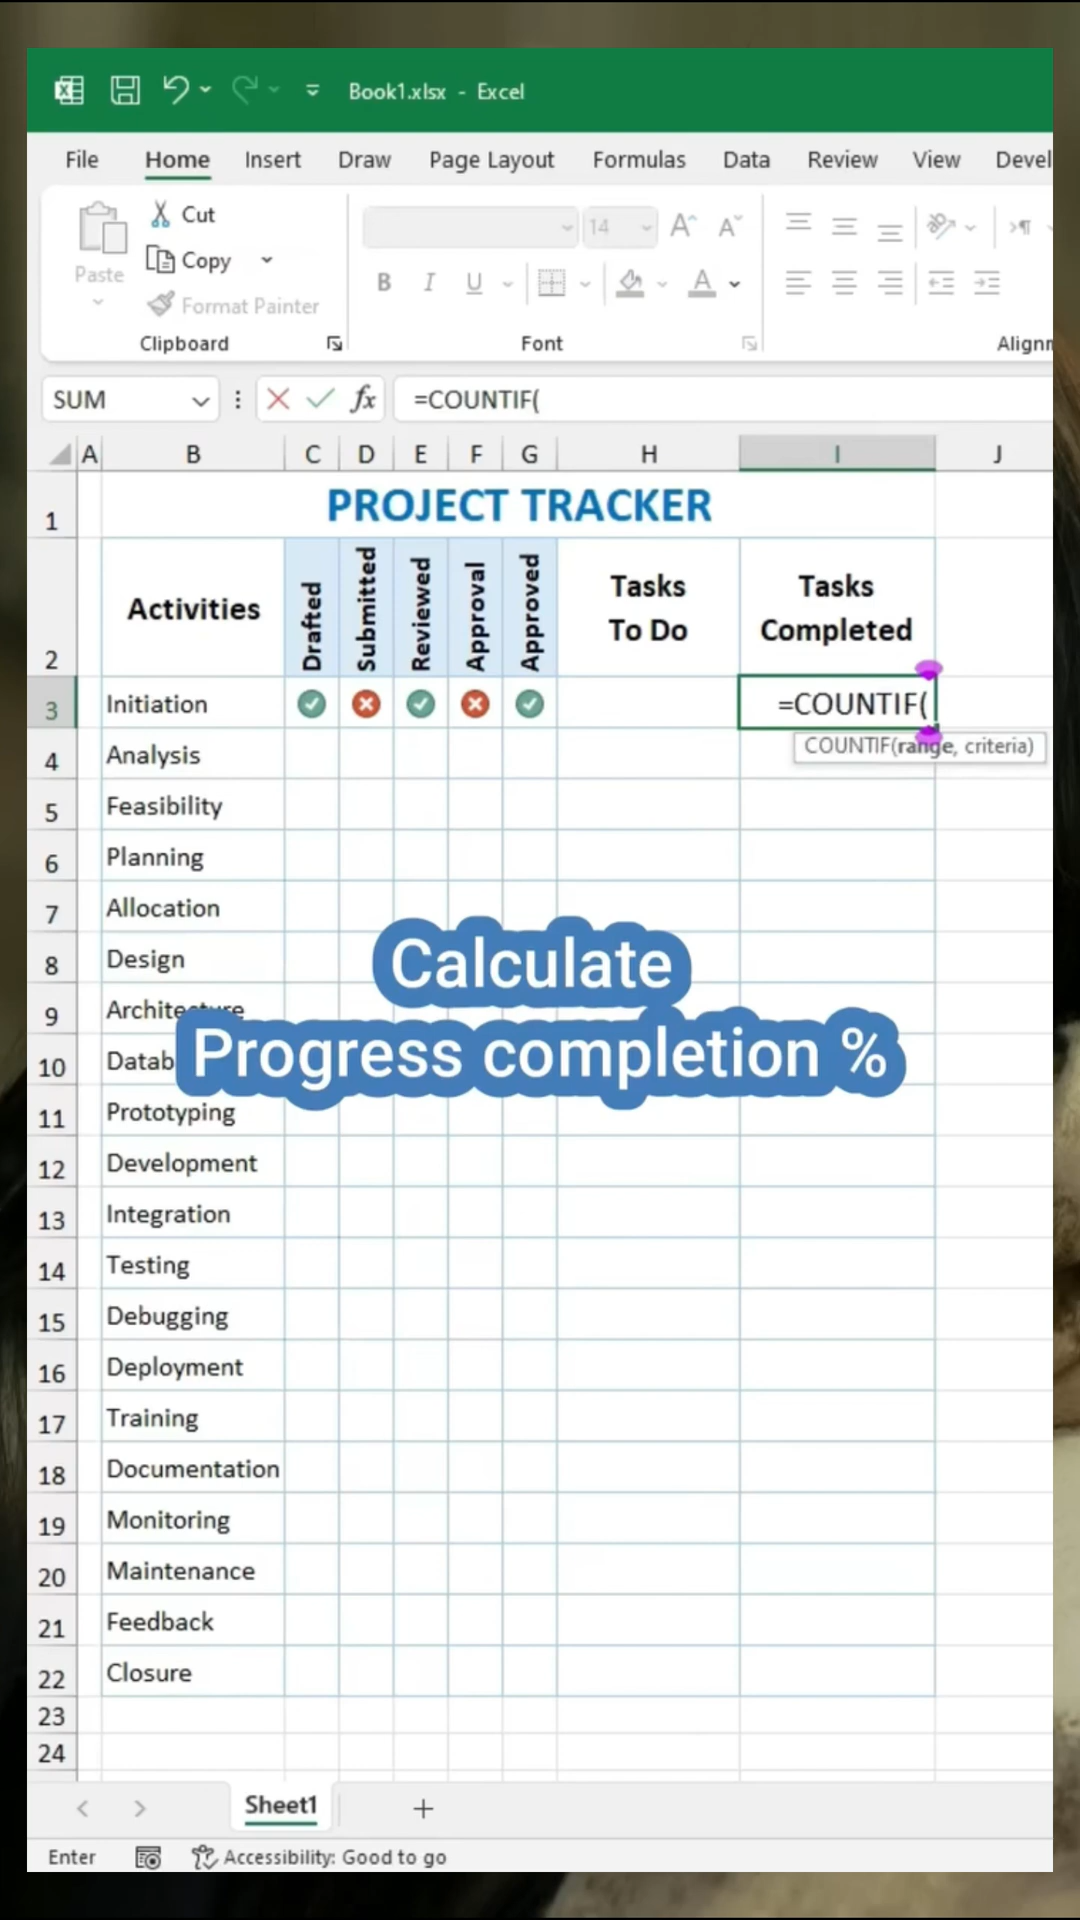 Book1.xlsx - Excel
File Home Insert Draw Page Layout Formulas Data Review View Devel
Cut
Copy
Paste
Format Painter
14
A A
B I U A
Clipboard Font Alignm
SUM fx =COUNTIF(
A B C D E F G H I J
1 PROJECT TRACKER
2 Activities Drafted Submitted Reviewed Approval Approved Tasks To Do Tasks Completed
3 Initiation =COUNTIF(
COUNTIF(range, criteria)
4 Analysis
5 Feasibility
6 Planning
7 Allocation
8 Design
Calculate
9 Architecture
Progress completion %
10 Datab
11 Prototyping
12 Development
13 Integration
14 Testing
15 Debugging
16 Deployment
17 Training
18 Documentation
19 Monitoring
20 Maintenance
21 Feedback
22 Closure
23
24
Sheet1
Enter Accessibility: Good to go